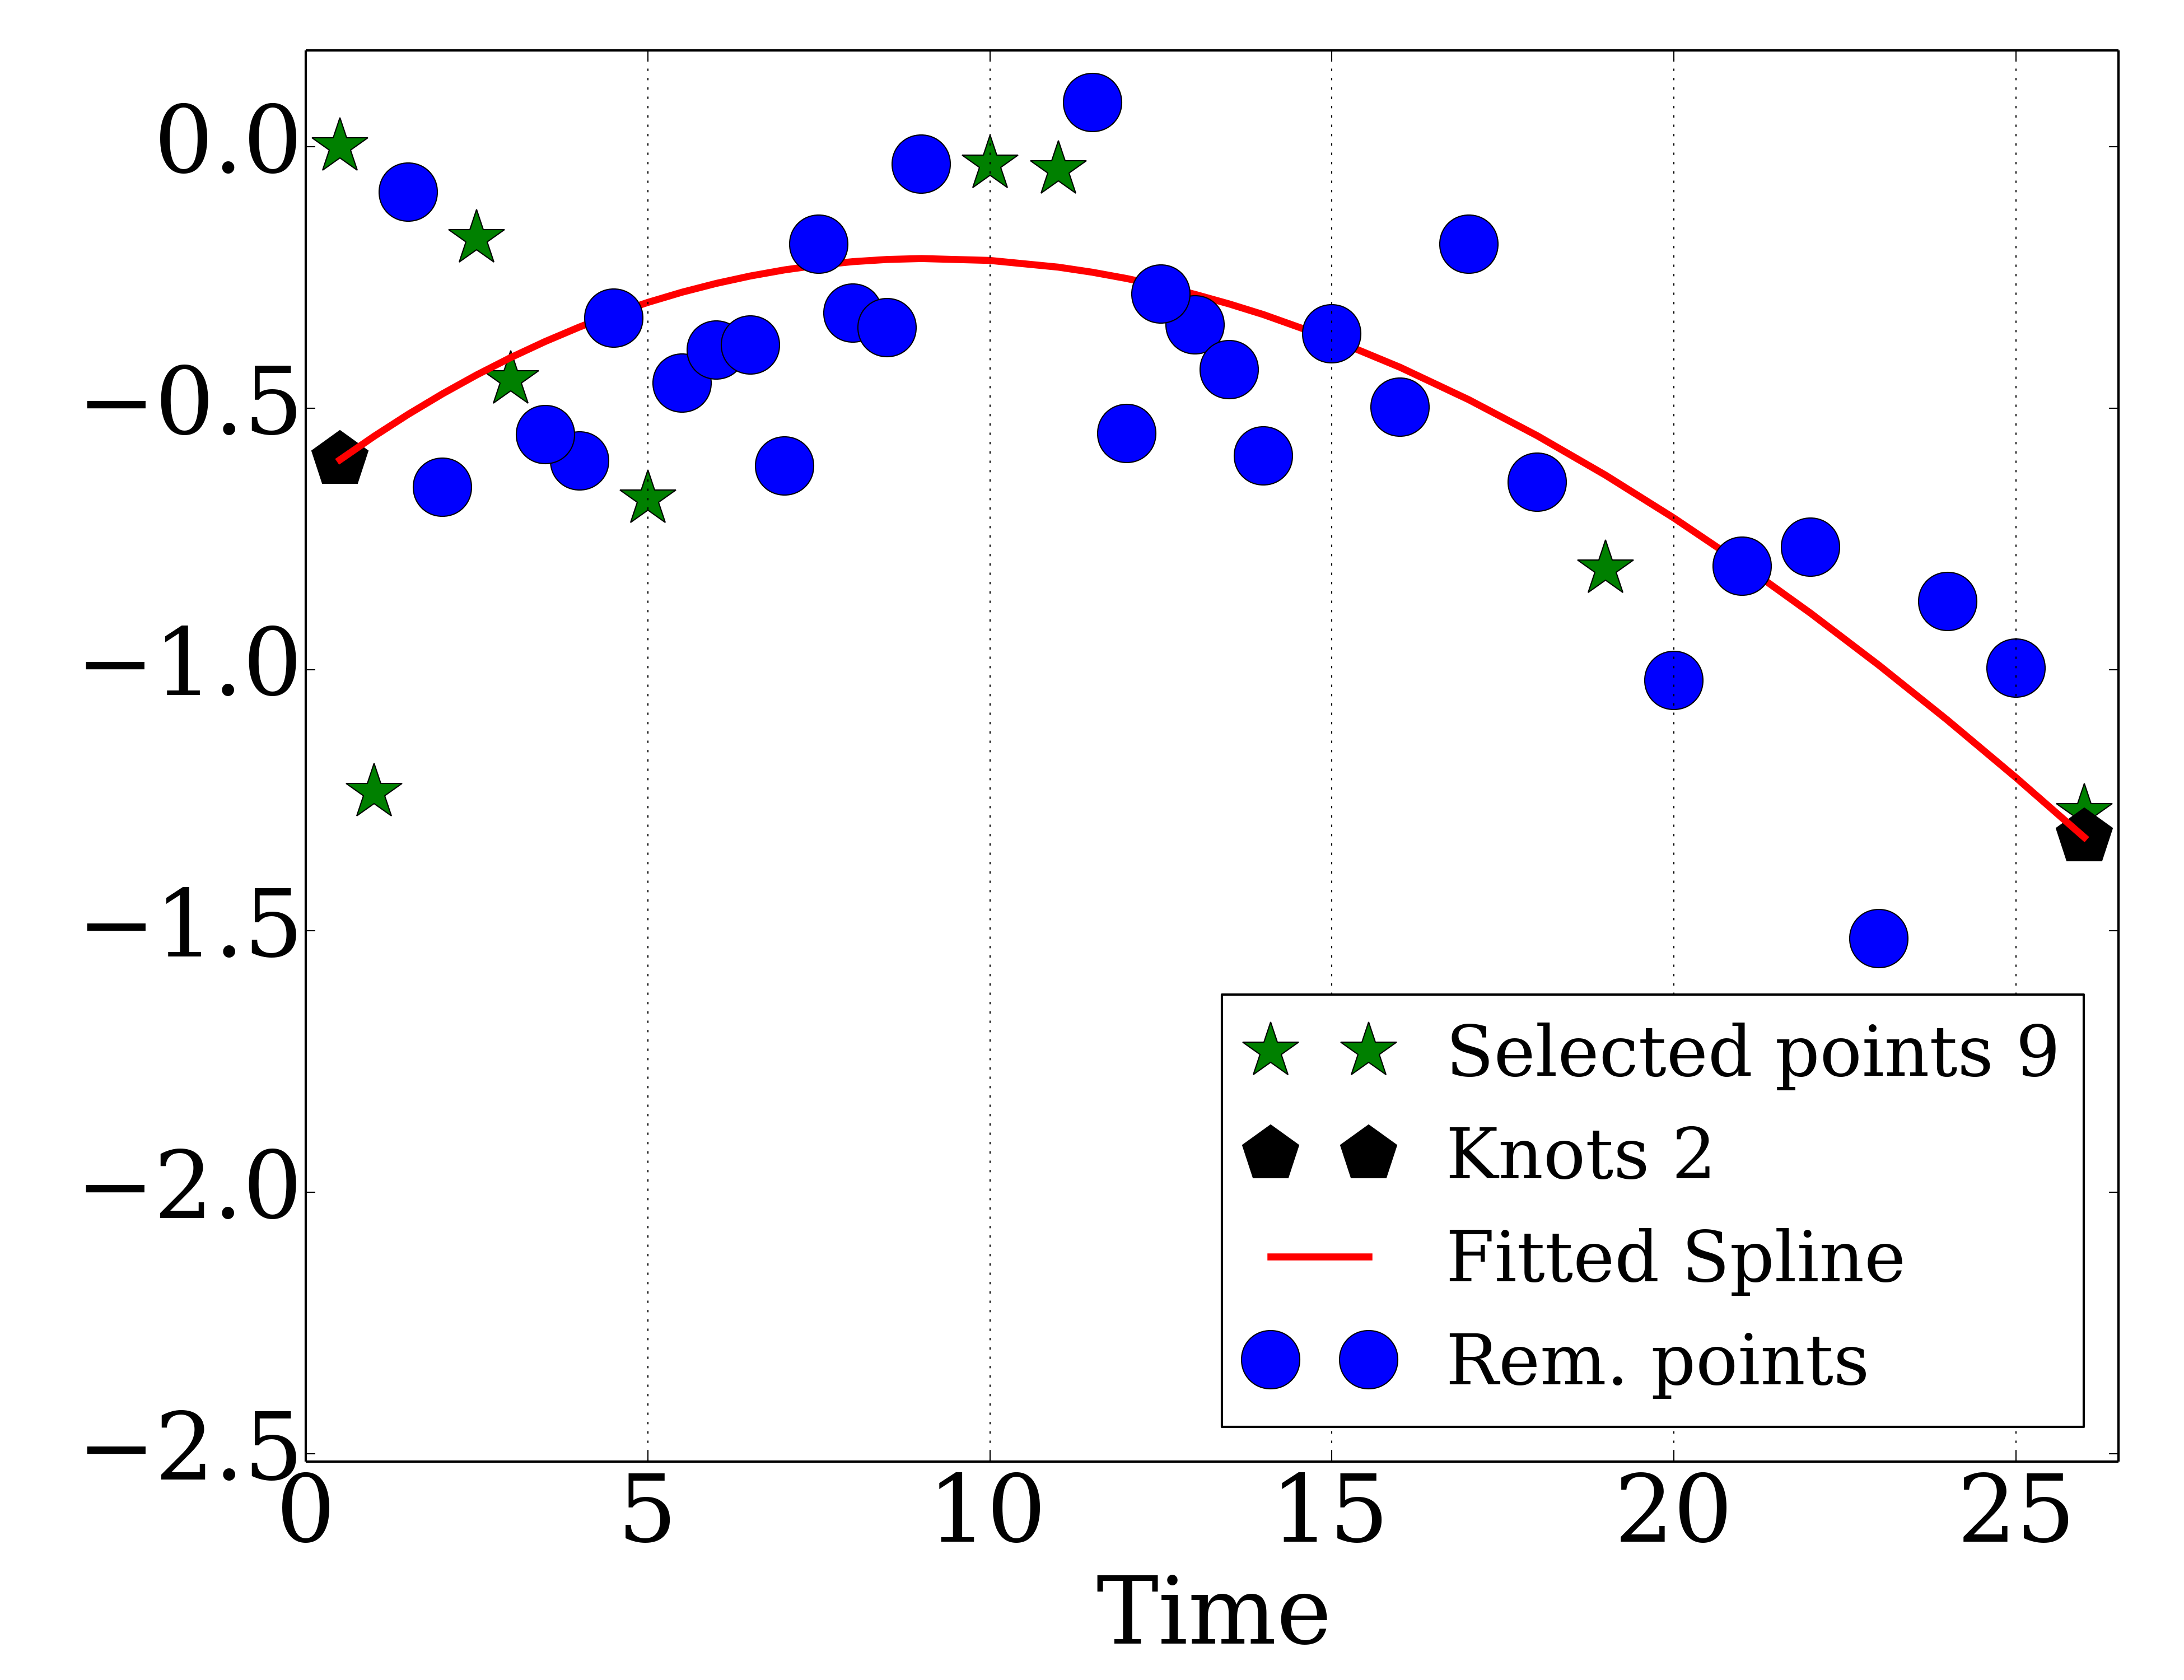 0.0
−0.5
−1.0
−1.5
−2.0
−2.5
0 5 10 15 20 25
Time
Selected points 9
Knots 2
Fitted Spline
Rem. points